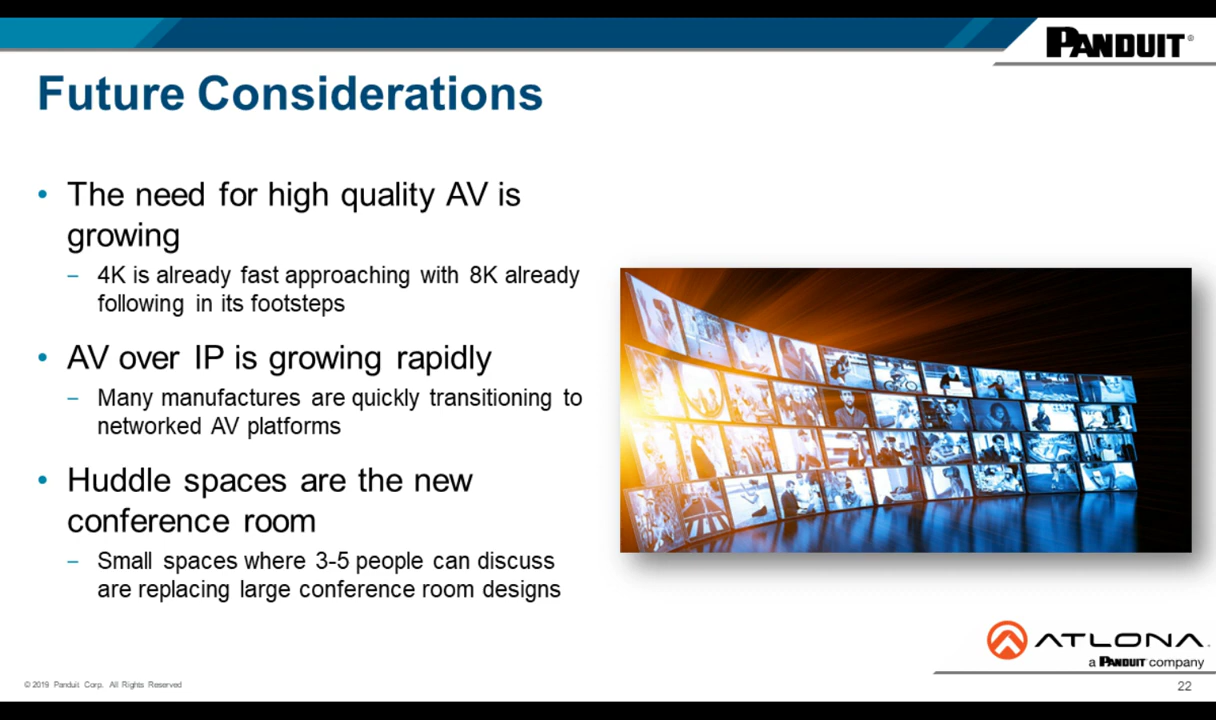 PANDUIT®
Future Considerations
• The need for high quality AV is
growing
– 4K is already fast approaching with 8K already
following in its footsteps
• AV over IP is growing rapidly
– Many manufactures are quickly transitioning to
networked AV platforms
• Huddle spaces are the new
conference room
– Small spaces where 3-5 people can discuss
are replacing large conference room designs
ATLONA.
a PANDUIT company
© 2019 Panduit Corp. All Rights Reserved
22